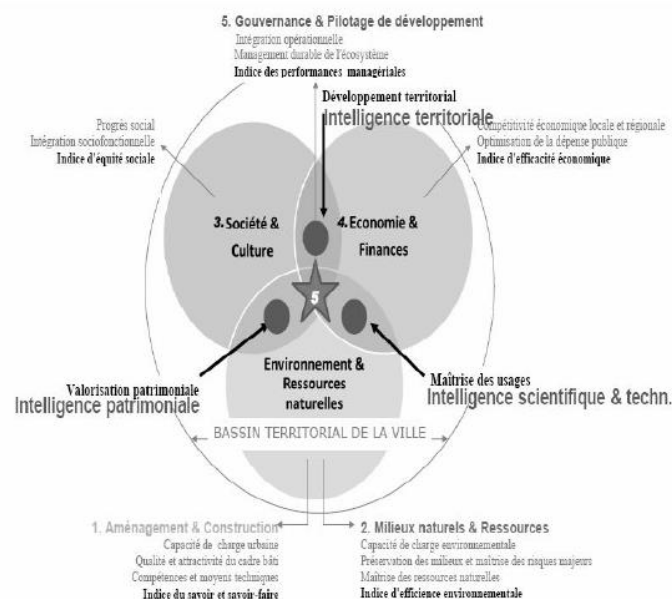 5. Gouvernance & Pilotage de développement
Intégration opérationnelle
Management durable de l'écosystème
Indice des performances managériales
Développement territorial
Intelligence territoriale
Progrès social
Intégration sociofonctionnelle
Indice d'équité sociale
Compétitivité économique locale et régionale
Optimisation de la dépense publique
Indice d'efficacité économique
3. Société &
Culture
4. Economie &
Finances
5
Environnement &
Ressources
naturelles
Valorisation patrimoniale
Intelligence patrimoniale
Maîtrise des usages
Intelligence scientifique & techn.
BASSIN TERRITORIAL DE LA VILLE
1. Aménagement & Construction
Capacité de charge urbaine
Qualité et attractivité du cadre bâti
Compétences et moyens techniques
Indice du savoir et savoir-faire
2. Milieux naturels & Ressources
Capacité de charge environnementale
Préservation des milieux et maîtrise des risques majeurs
Maîtrise des ressources naturelles
Indice d'efficience environnementale